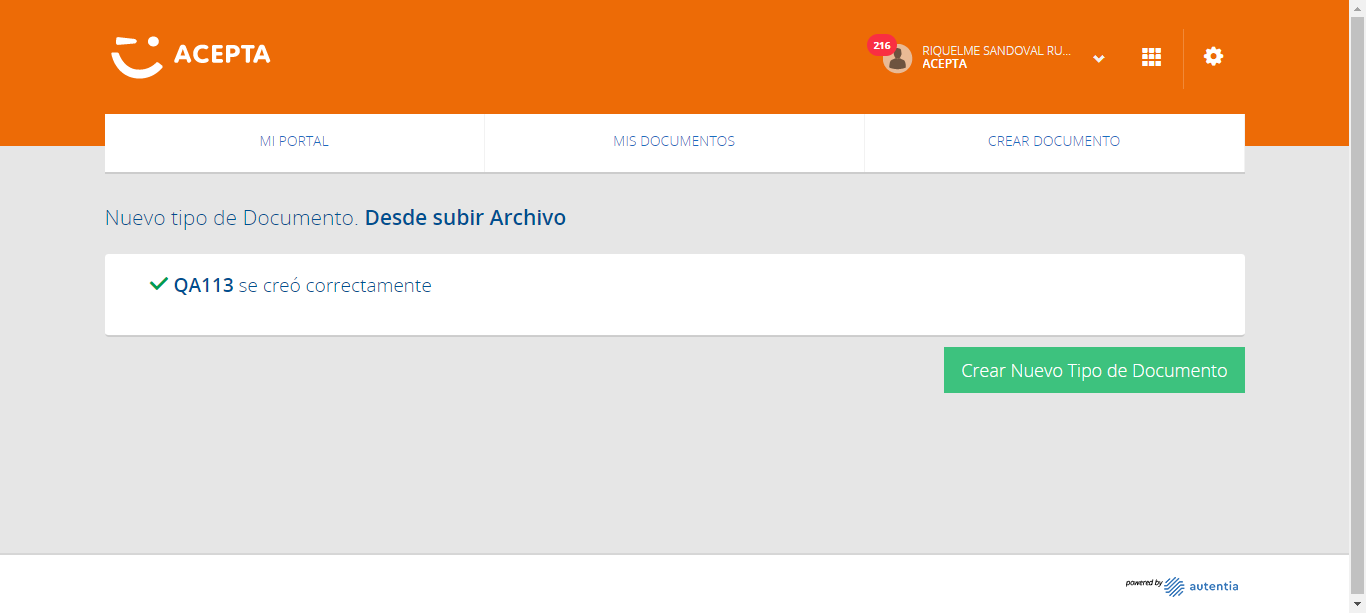 ACEPTA
216
RIQUELME SANDOVAL RU...
ACEPTA
MI PORTAL
MIS DOCUMENTOS
CREAR DOCUMENTO
Nuevo tipo de Documento. Desde subir Archivo
QA113 se creó correctamente
Crear Nuevo Tipo de Documento
powered by autentia